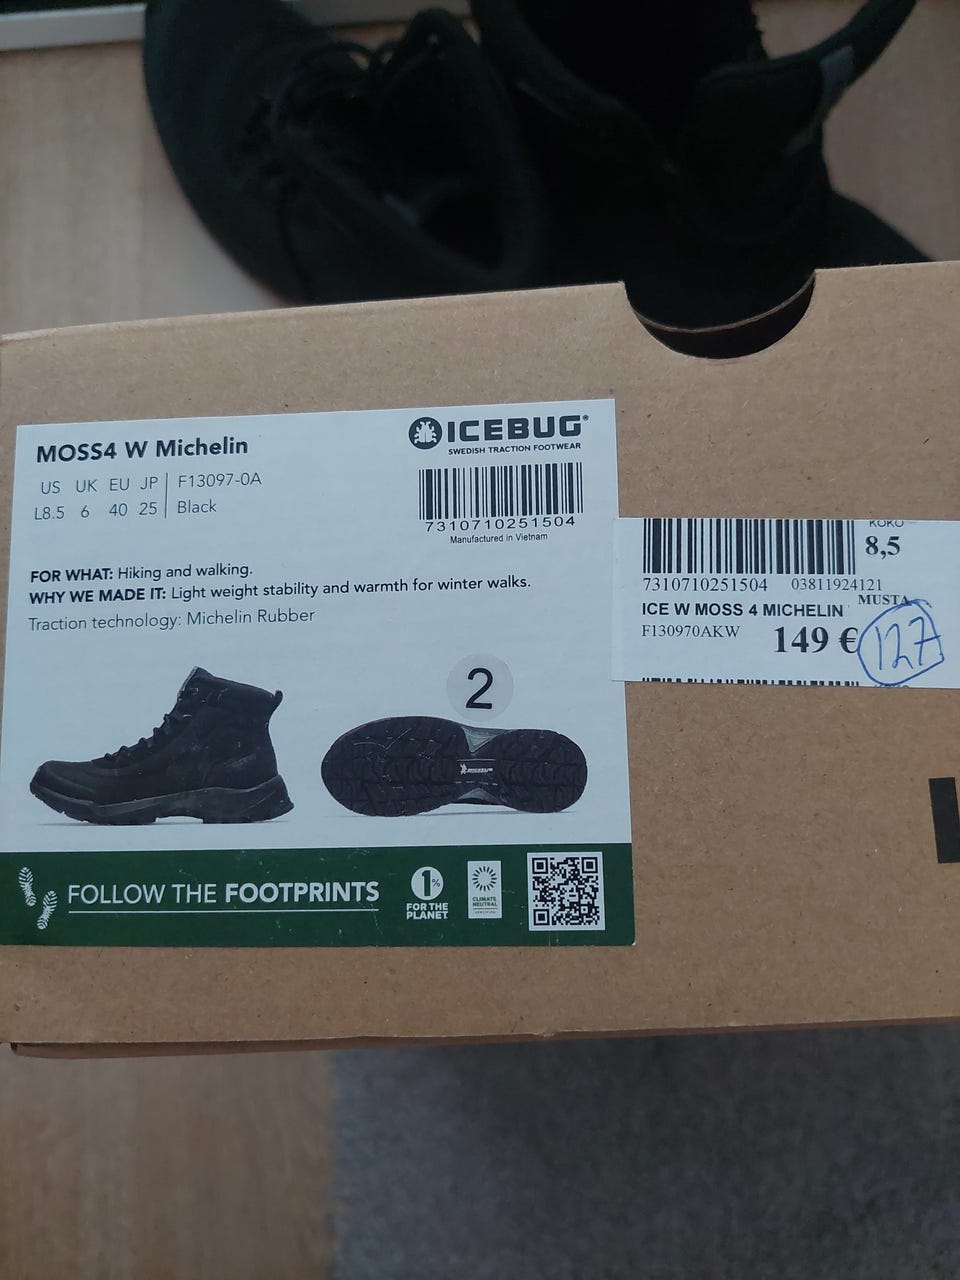 MOSS4 W Michelin
US UK EU JP
L8.5 6 40 25
F13097-0A
Black
ICEBUG®
SWEDISH TRACTION FOOTWEAR
7310710251504
Manufactured in Vietnam
FOR WHAT: Hiking and walking.
WHY WE MADE IT: Light weight stability and warmth for winter walks.
Traction technology: Michelin Rubber
2
MICHELIN
FOLLOW THE FOOTPRINTS
1%
FOR THE
PLANET
CLIMATE
NEUTRAL
CERTIFIED
KOKO
8,5
7310710251504 03811924121
MUSTA
ICE W MOSS 4 MICHELIN
F130970AKW 149 €
127